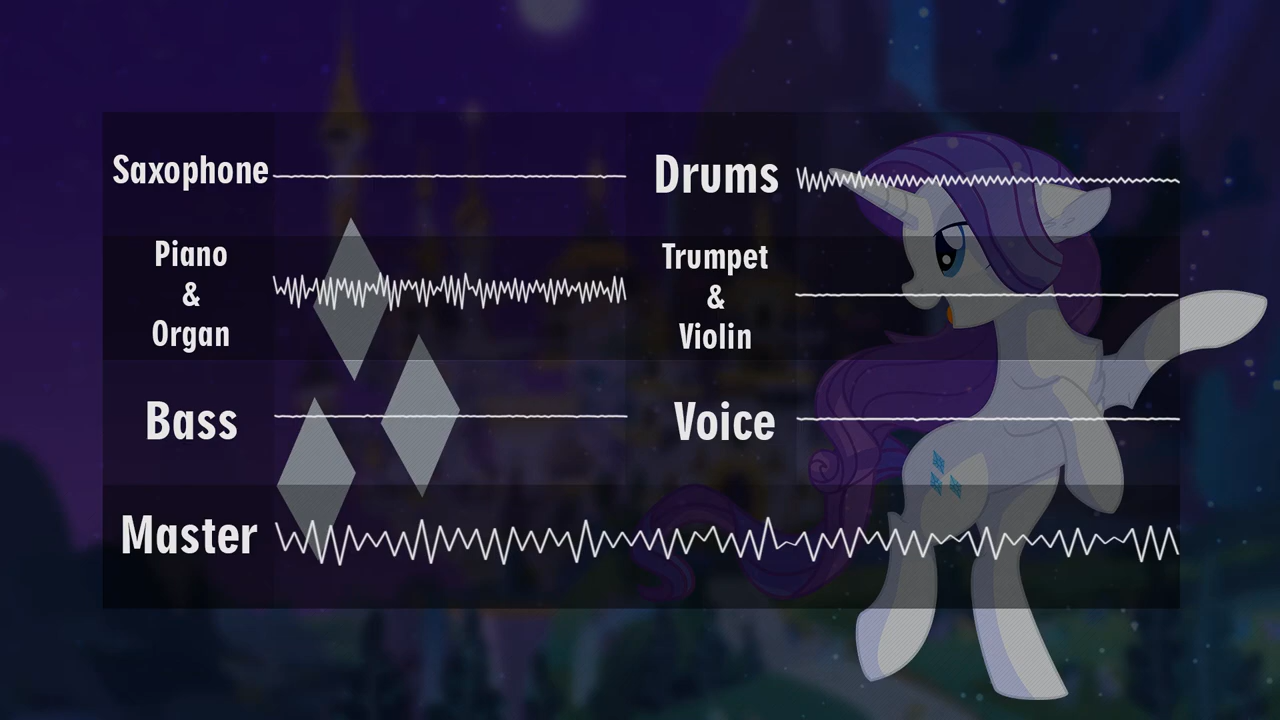 Saxophone
Drums
Piano
&
Organ
Trumpet
&
Violin
Bass
Voice
Master